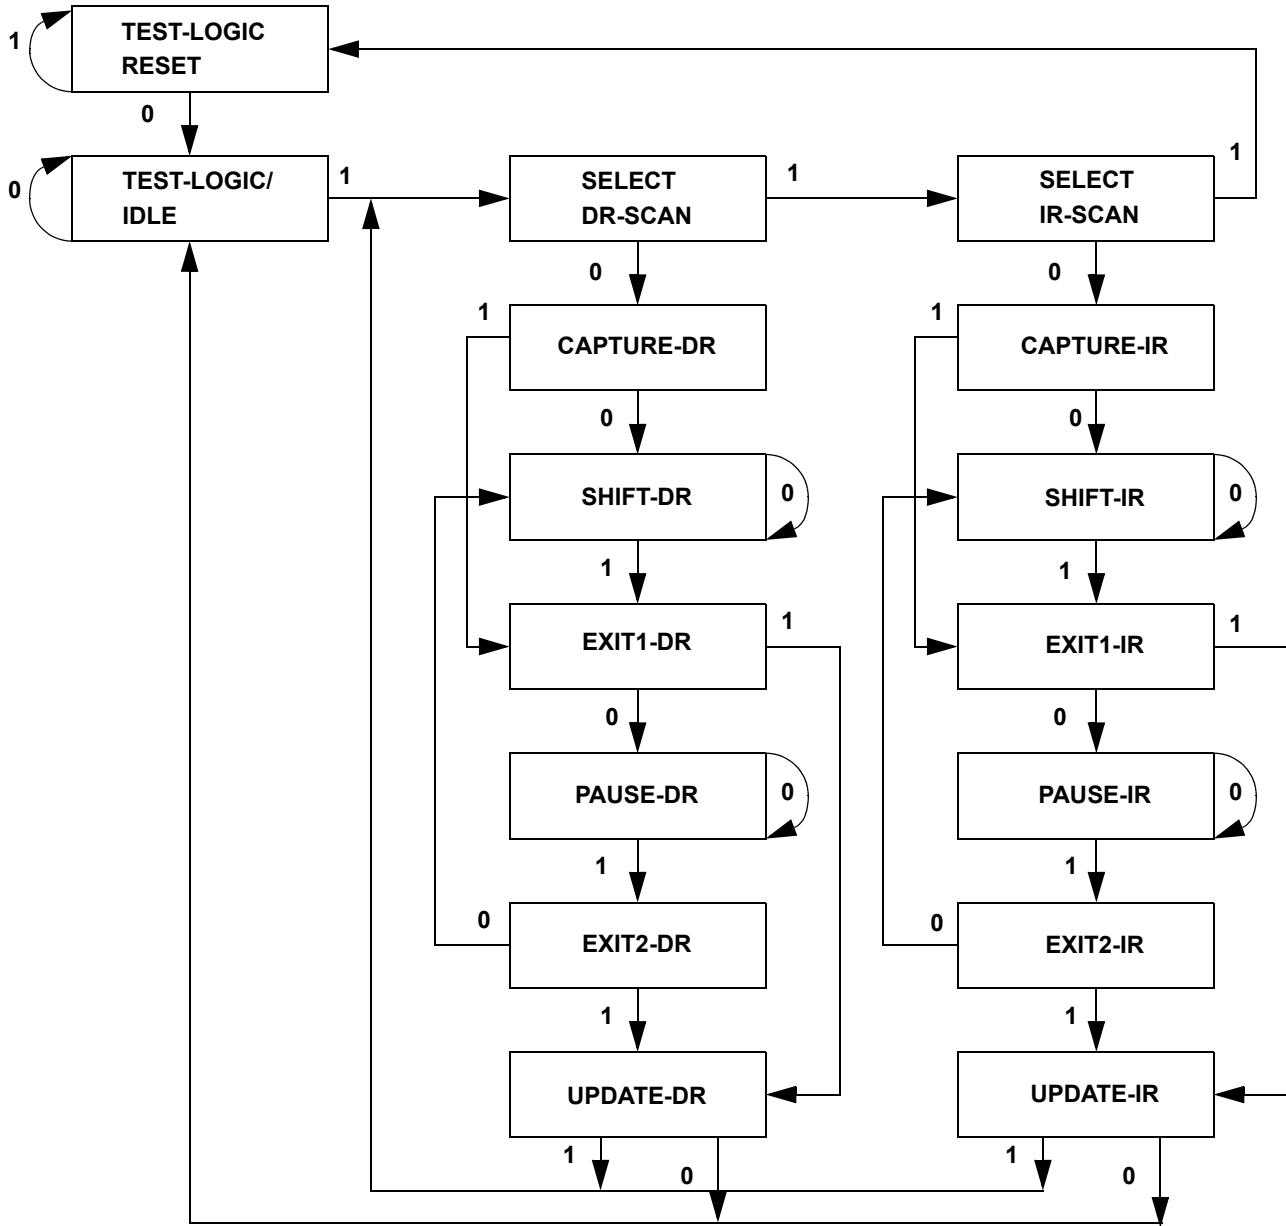 TEST-LOGIC
RESET
1
0
TEST-LOGIC/
IDLE
0
1
SELECT
DR-SCAN
1
SELECT
IR-SCAN
1
0
0
1
CAPTURE-DR
1
CAPTURE-IR
0
0
SHIFT-DR
0
SHIFT-IR
0
1
1
EXIT1-DR
1
EXIT1-IR
1
0
0
PAUSE-DR
0
PAUSE-IR
0
1
1
0
EXIT2-DR
0
EXIT2-IR
1
1
UPDATE-DR
UPDATE-IR
1
0
1
0